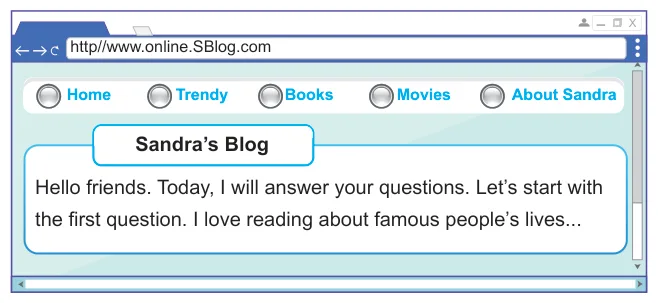 http//www.online.SBlog.com
Home Trendy Books Movies About Sandra
Sandra's Blog
Hello friends. Today, I will answer your questions. Let's start with
the first question. I love reading about famous people's lives...